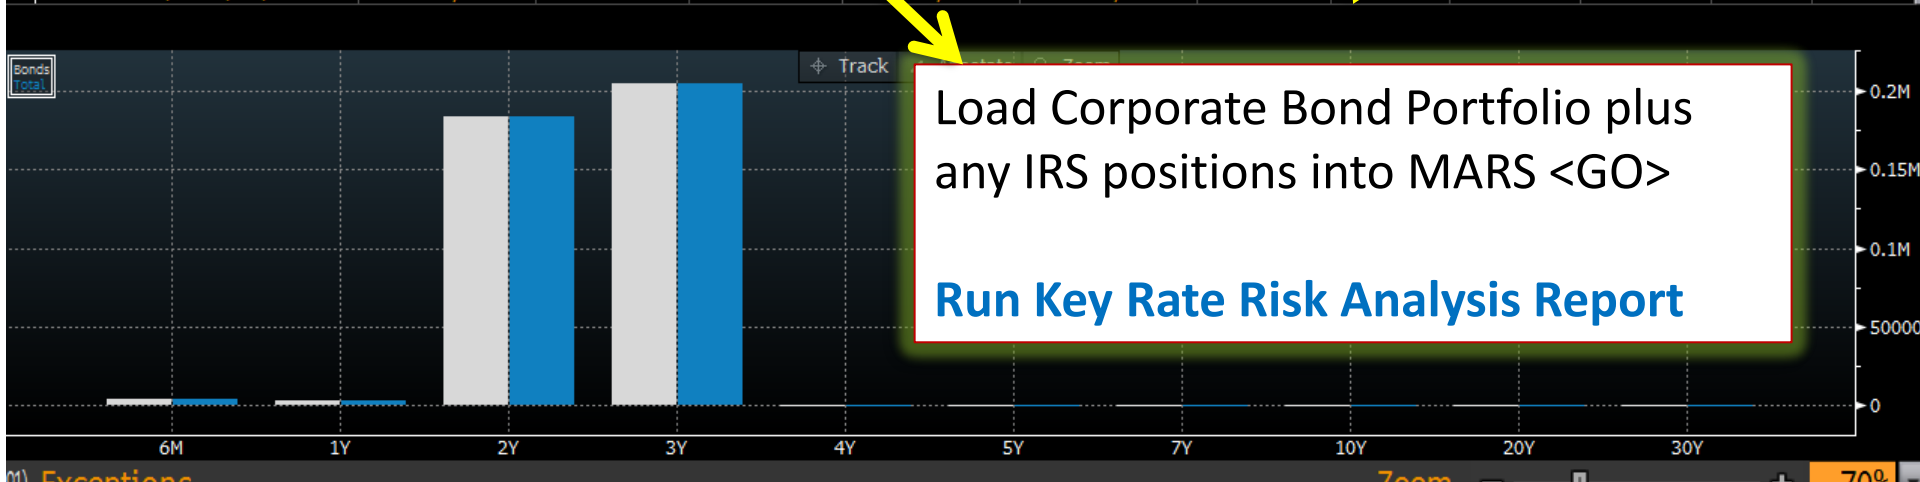 Bonds
Total
Track
Load Corporate Bond Portfolio plus
any IRS positions into MARS <GO>
Run Key Rate Risk Analysis Report
0.2M
0.15M
0.1M
50000
0
6M 1Y 2Y 3Y 4Y 5Y 7Y 10Y 20Y 30Y
Exceptions Zoom 70%